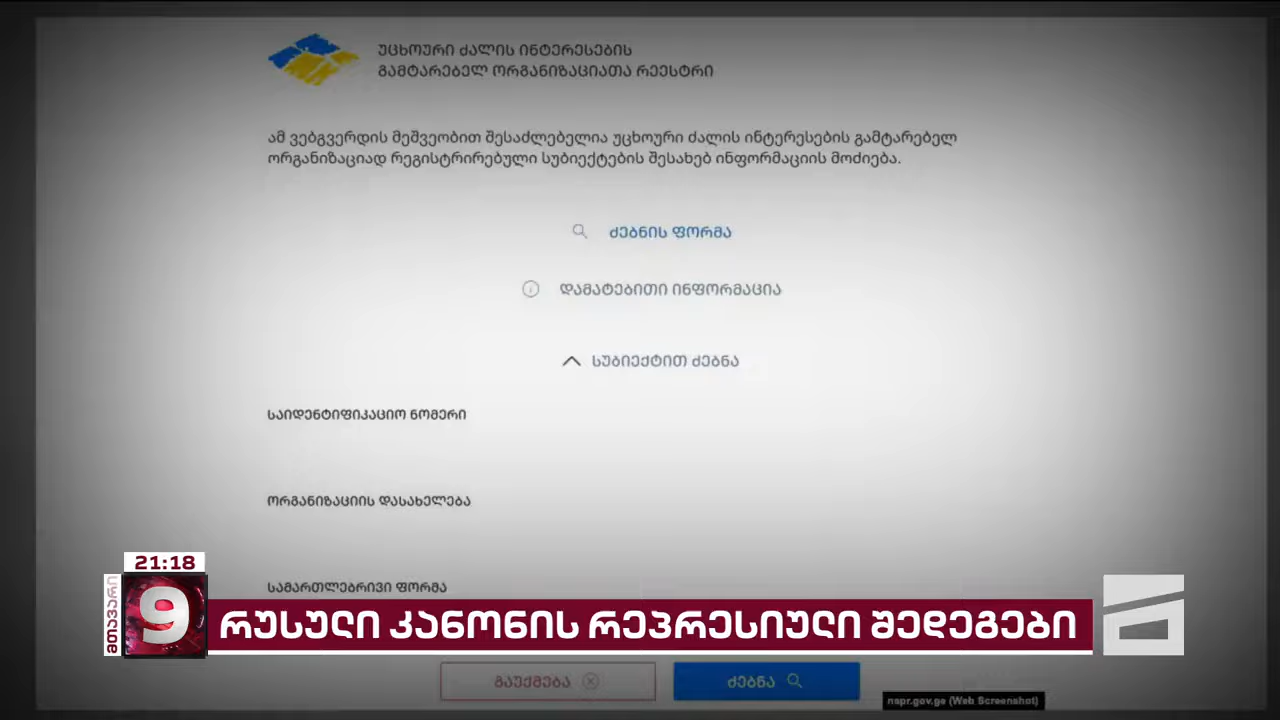 უცხოური ძალის ინტერესების
გამტარებელ ორგანიზაციათა რეესტრი
ამ ვებგვერდის მეშვეობით შესაძლებელია უცხოური ძალის ინტერესების გამტარებელ
ორგანიზაციად რეგისტრირებული სუბიექტების შესახებ ინფორმაციის მოძიება.
ძებნის ფორმა
დამატებითი ინფორმაცია
სუბიექტით ძებნა
საიდენტიფიკაციო ნომერი
ორგანიზაციის დასახელება
სამართლებრივი ფორმა
21:18
მთავარი
9
რუსული კანონის რეპრესიული შედეგები
გაუქმება
ძებნა
napr.gov.ge (Web Screenshot)